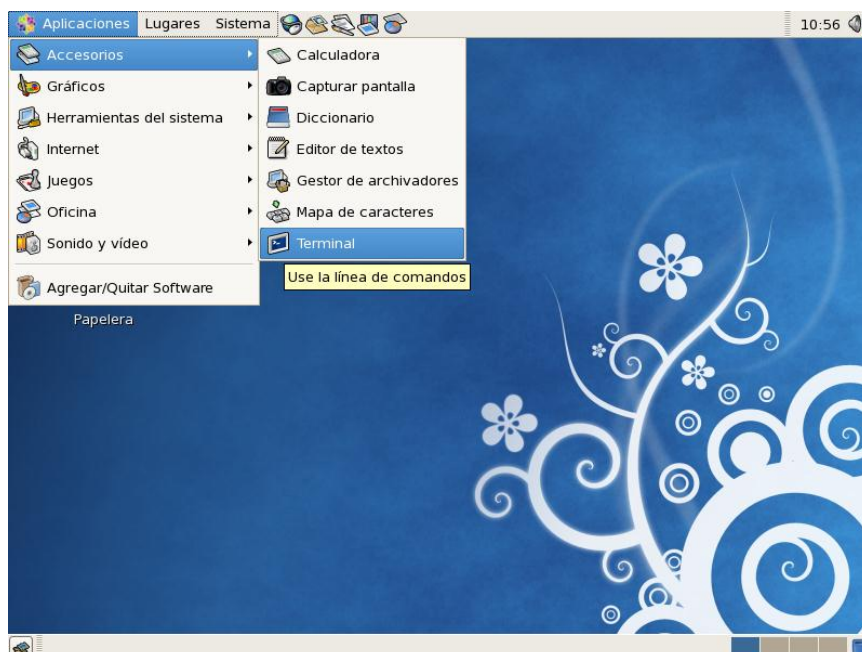 Aplicaciones Lugares Sistema 10:56
Accesorios
Gráficos
Herramientas del sistema
Internet
Juegos
Oficina
Sonido y vídeo
Agregar/Quitar Software
Calculadora
Capturar pantalla
Diccionario
Editor de textos
Gestor de archivadores
Mapa de caracteres
Terminal
Use la línea de comandos
Papelera